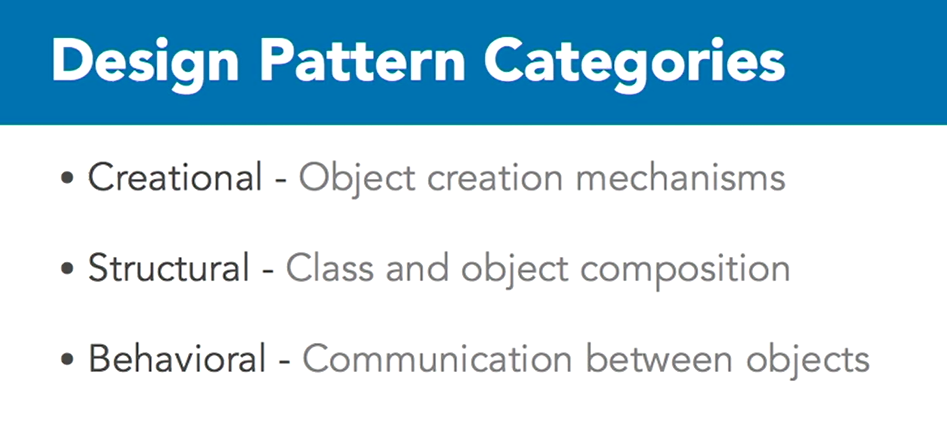 Design Pattern Categories
• Creational - Object creation mechanisms
• Structural - Class and object composition
• Behavioral - Communication between objects